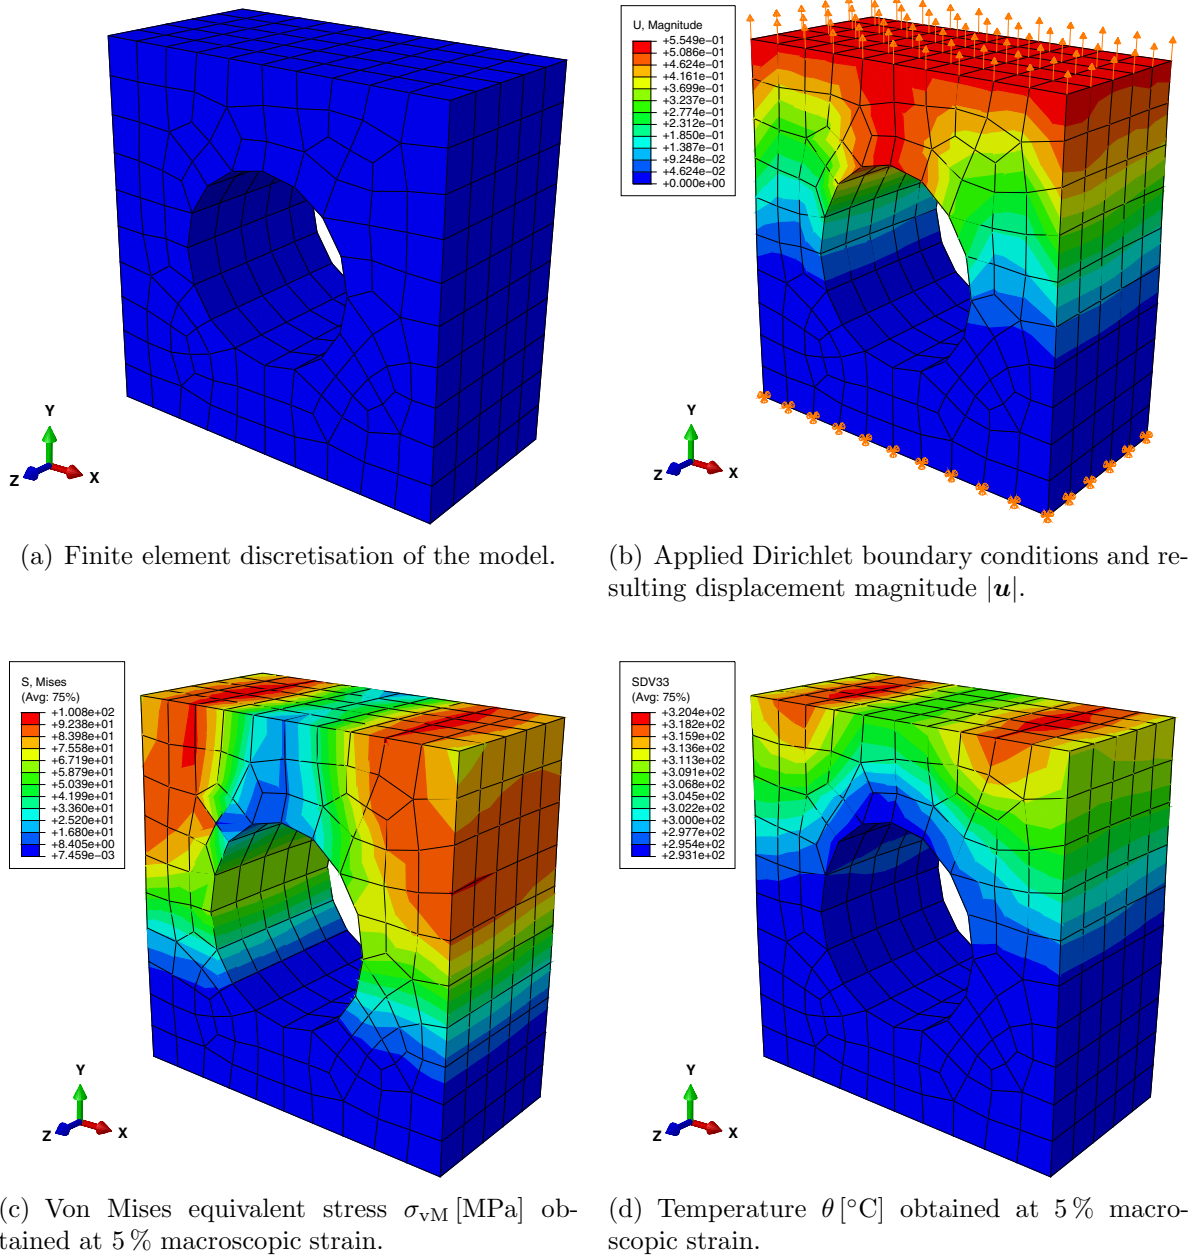 Y
Z
X
(a) Finite element discretisation of the model.
U, Magnitude
+5.549e−01
+5.086e−01
+4.624e−01
+4.161e−01
+3.699e−01
+3.237e−01
+2.774e−01
+2.312e−01
+1.850e−01
+1.387e−01
+9.248e−02
+4.624e−02
+0.000e+00
Y
Z
X
(b) Applied Dirichlet boundary conditions and re-
sulting displacement magnitude |u|.
S, Mises
(Avg: 75%)
+1.008e+02
+9.238e+01
+8.398e+01
+7.558e+01
+6.719e+01
+5.879e+01
+5.039e+01
+4.199e+01
+3.360e+01
+2.520e+01
+1.680e+01
+8.405e+00
+7.459e−03
Y
Z
X
(c) Von Mises equivalent stress σvM [MPa] ob-
tained at 5 % macroscopic strain.
SDV33
(Avg: 75%)
+3.204e+02
+3.182e+02
+3.159e+02
+3.136e+02
+3.113e+02
+3.091e+02
+3.068e+02
+3.045e+02
+3.022e+02
+3.000e+02
+2.977e+02
+2.954e+02
+2.931e+02
Y
Z
X
(d) Temperature θ [°C] obtained at 5 % macro-
scopic strain.